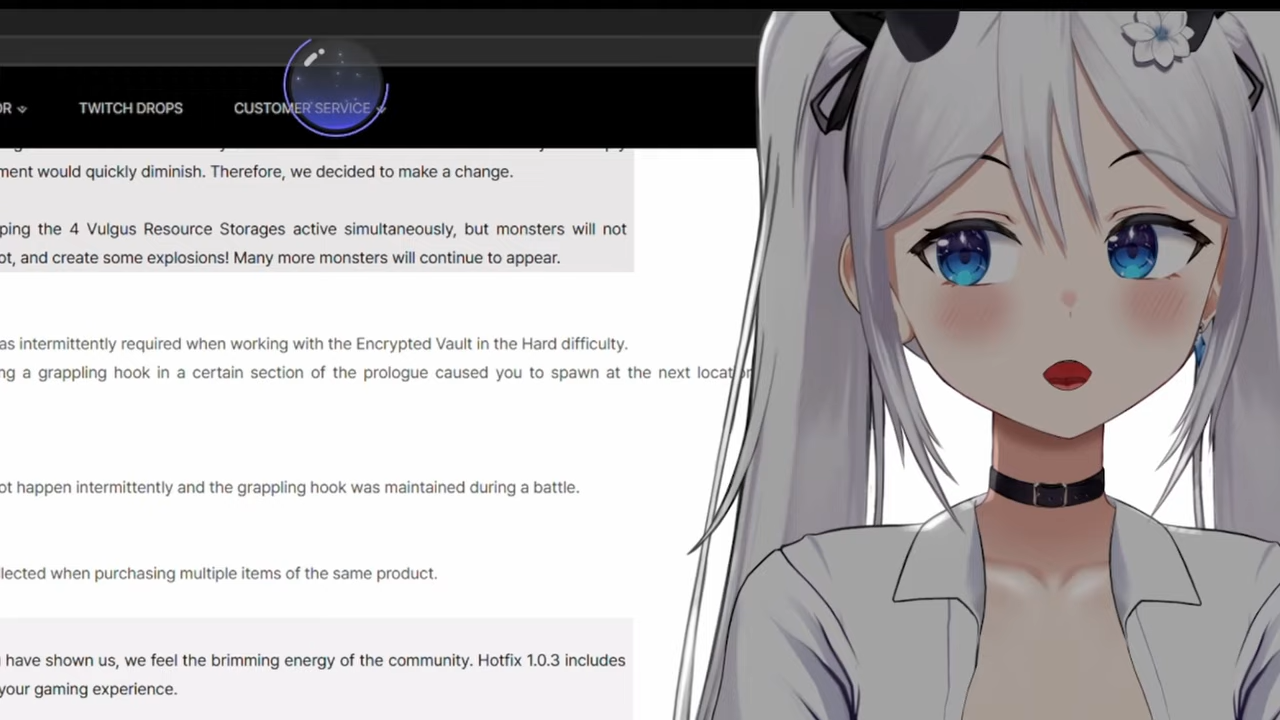 OR TWITCH DROPS CUSTOMER SERVICE
ment would quickly diminish. Therefore, we decided to make a change.
ping the 4 Vulgus Resource Storages active simultaneously, but monsters will not
ot, and create some explosions! Many more monsters will continue to appear.
as intermittently required when working with the Encrypted Vault in the Hard difficulty.
ng a grappling hook in a certain section of the prologue caused you to spawn at the next location
ot happen intermittently and the grappling hook was maintained during a battle.
llected when purchasing multiple items of the same product.
have shown us, we feel the brimming energy of the community. Hotfix 1.0.3 includes
your gaming experience.